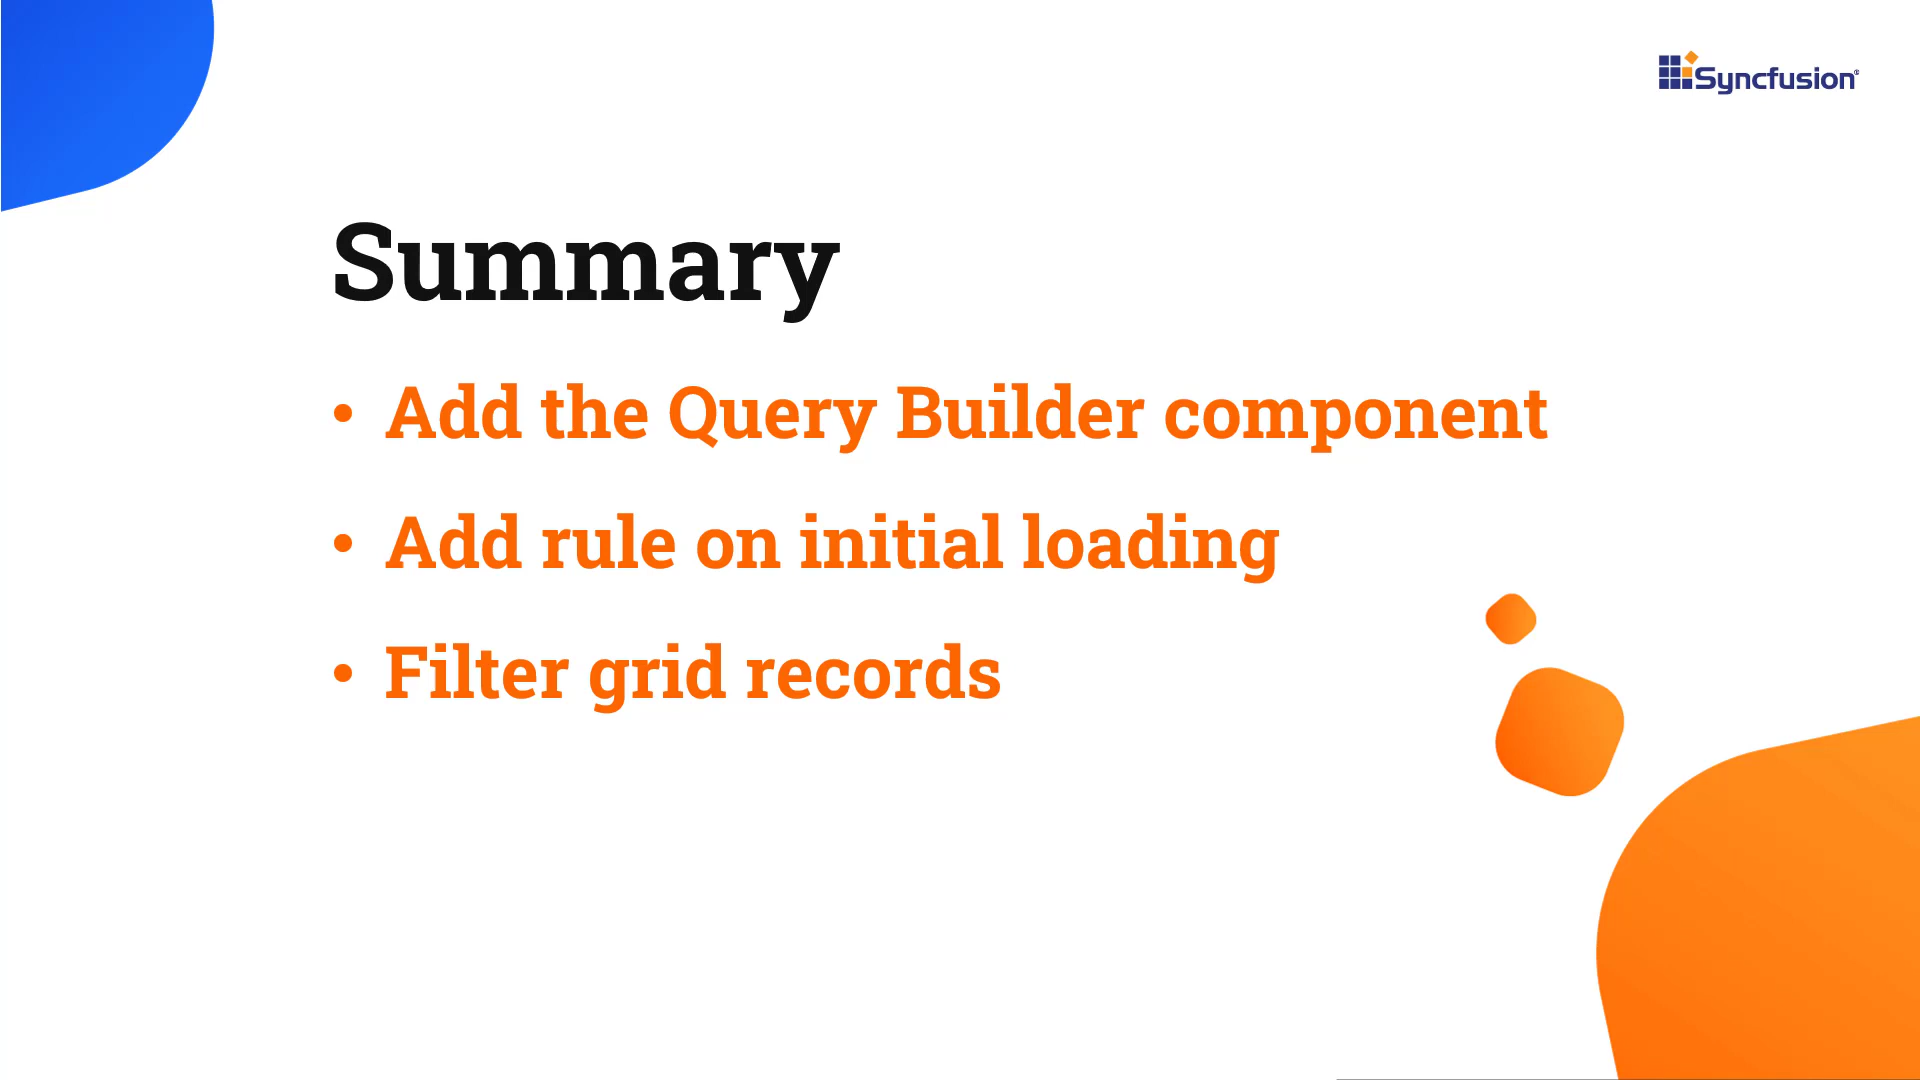 Syncfusion®
Summary
• Add the Query Builder component
• Add rule on initial loading
• Filter grid records